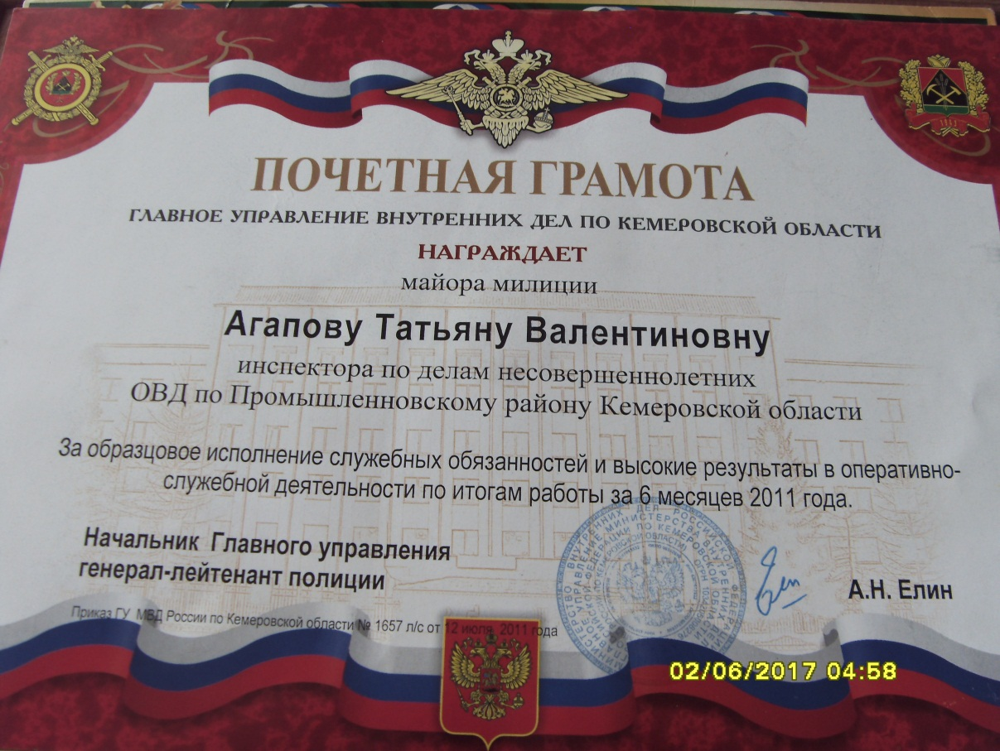 ПОЧЕТНАЯ ГРАМОТА
ГЛАВНОЕ УПРАВЛЕНИЕ ВНУТРЕННИХ ДЕЛ ПО КЕМЕРОВСКОЙ ОБЛАСТИ
НАГРАЖДАЕТ
майора милиции
Агапову Татьяну Валентиновну
инспектора по делам несовершеннолетних
ОВД по Промышленновскому району Кемеровской области
За образцовое исполнение служебных обязанностей и высокие результаты в оперативно-
служебной деятельности по итогам работы за 6 месяцев 2011 года.
Начальник Главного управления
генерал-лейтенант полиции
А.Н. Елин
Приказ ГУ МВД России по Кемеровской области № 1657 л/с от 12 июля 2011 года
02/06/2017 04:58